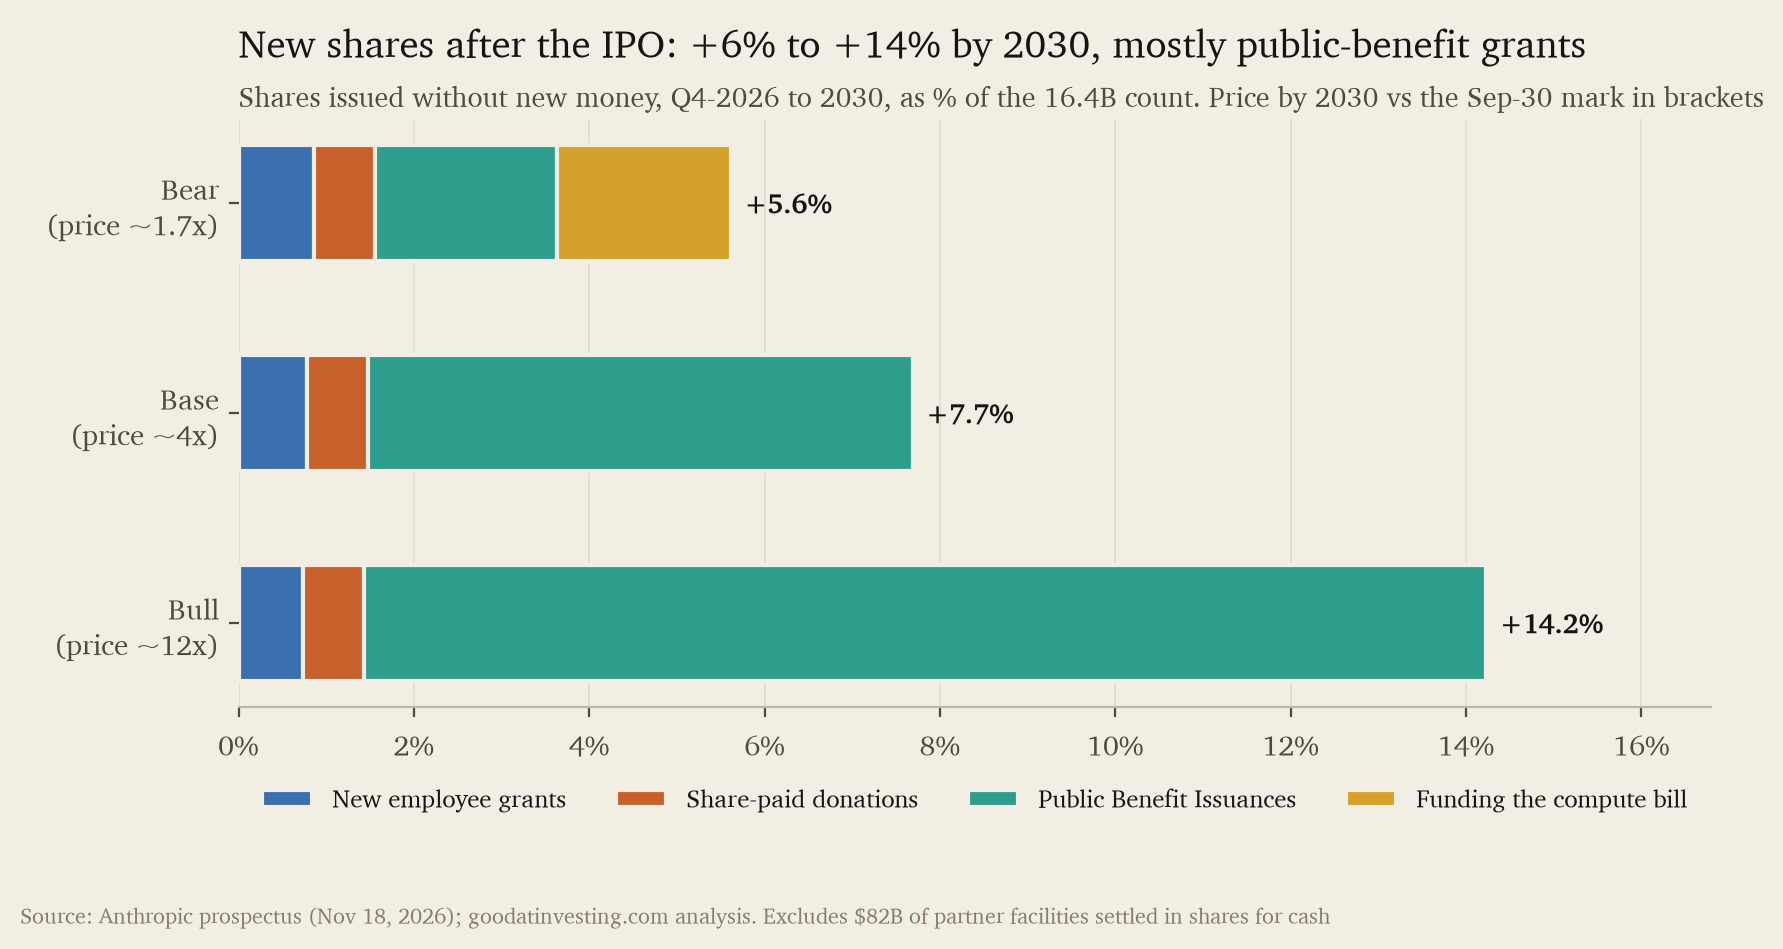 New shares after the IPO: +6% to +14% by 2030, mostly public-benefit grants
Shares issued without new money, Q4-2026 to 2030, as % of the 16.4B count. Price by 2030 vs the Sep-30 mark in brackets
Bear
(price ~1.7x)
+5.6%
Base
(price ~4x)
+7.7%
Bull
(price ~12x)
+14.2%
0% 2% 4% 6% 8% 10% 12% 14% 16%
New employee grants Share-paid donations Public Benefit Issuances Funding the compute bill
Source: Anthropic prospectus (Nov 18, 2026); goodatinvesting.com analysis. Excludes $82B of partner facilities settled in shares for cash